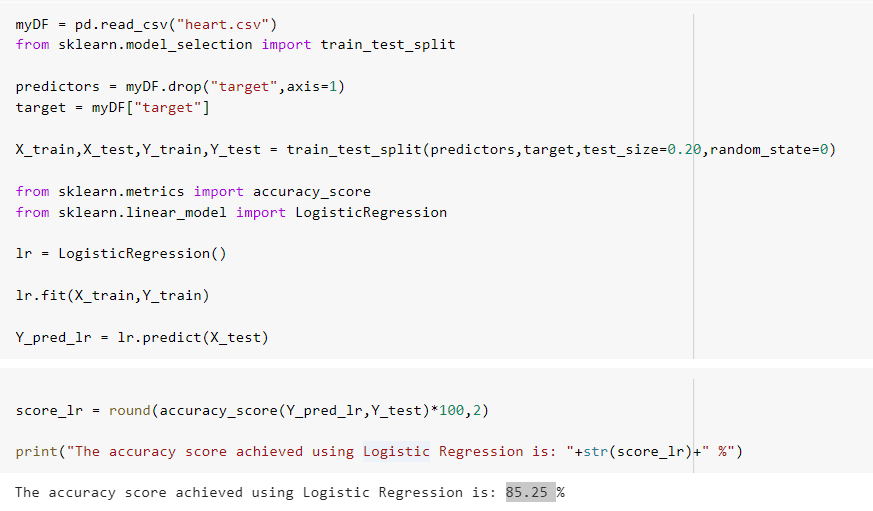 myDF = pd.read_csv("heart.csv")
from sklearn.model_selection import train_test_split
predictors = myDF.drop("target",axis=1)
target = myDF["target"]
X_train,X_test,Y_train,Y_test = train_test_split(predictors,target,test_size=0.20,random_state=0)
from sklearn.metrics import accuracy_score
from sklearn.linear_model import LogisticRegression
lr = LogisticRegression()
lr.fit(X_train,Y_train)
Y_pred_lr = lr.predict(X_test)
score_lr = round(accuracy_score(Y_pred_lr,Y_test)*100,2)
print("The accuracy score achieved using Logistic Regression is: "+str(score_lr)+" %")
The accuracy score achieved using Logistic Regression is: 85.25 %